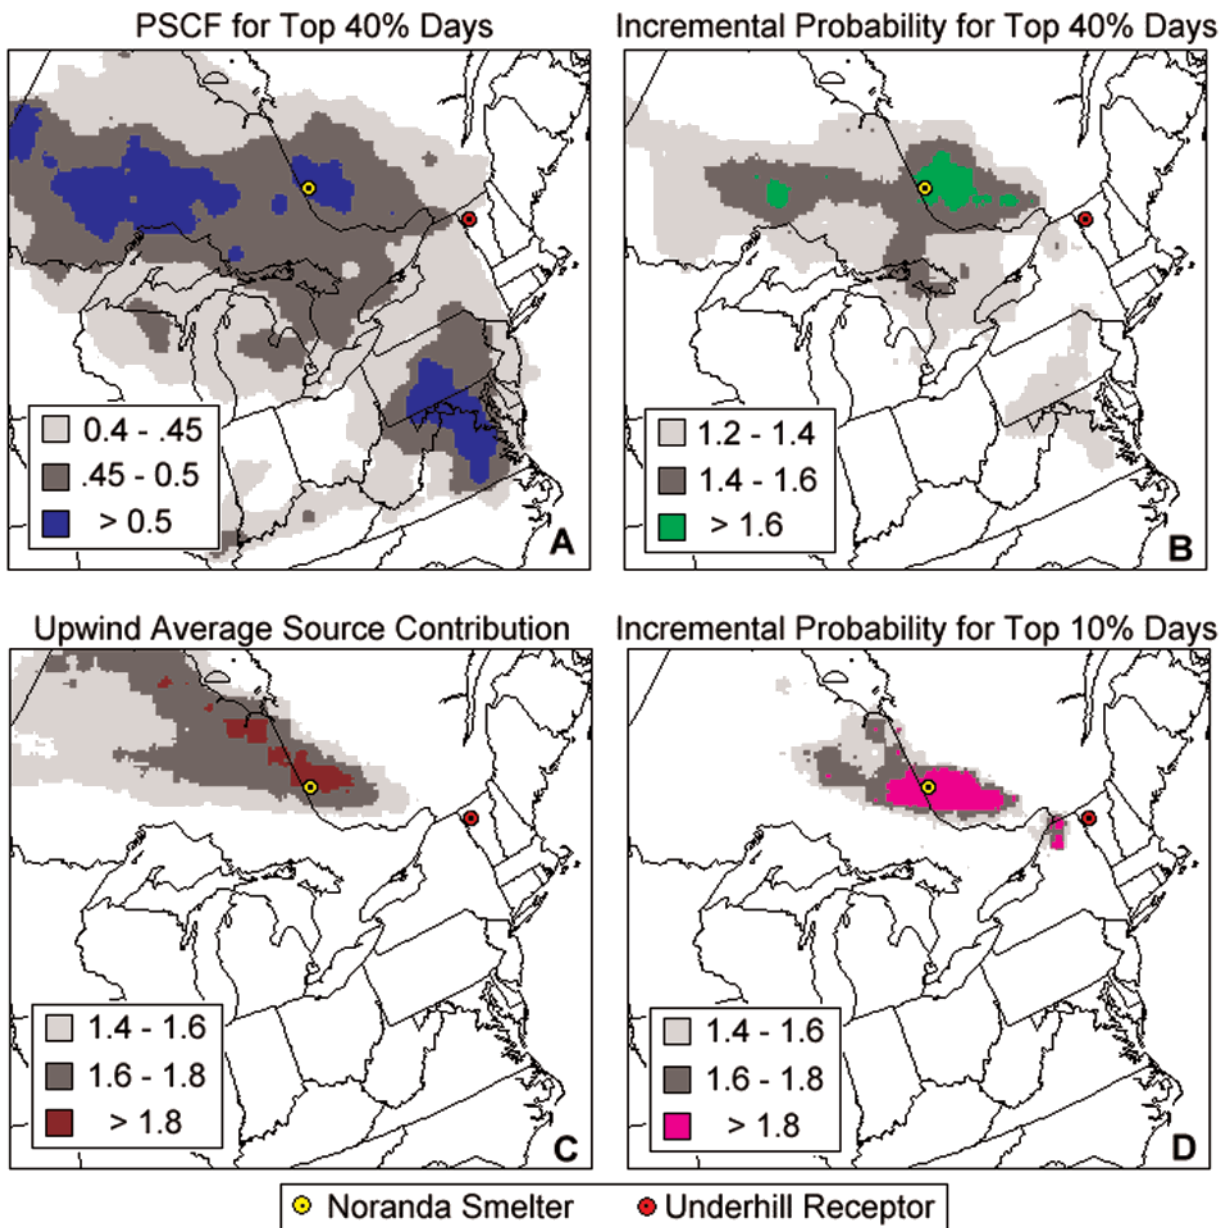 PSCF for Top 40% Days
Incremental Probability for Top 40% Days
0.4 - .45
.45 - 0.5
> 0.5
A
1.2 - 1.4
1.4 - 1.6
> 1.6
B
Upwind Average Source Contribution
Incremental Probability for Top 10% Days
1.4 - 1.6
1.6 - 1.8
> 1.8
C
1.4 - 1.6
1.6 - 1.8
> 1.8
D
Noranda Smelter
Underhill Receptor